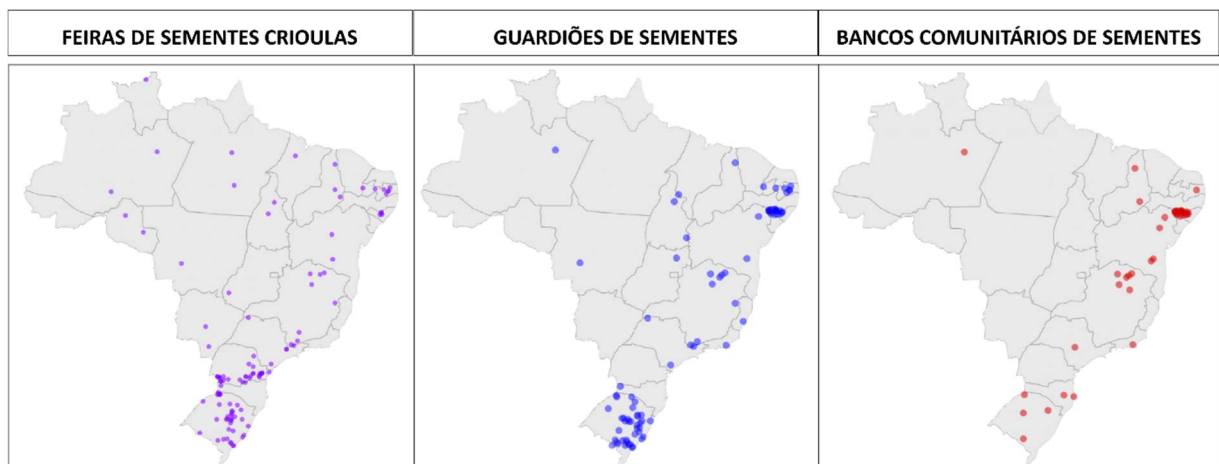 FEIRAS DE SEMENTES CRIOULAS
GUARDIÕES DE SEMENTES
BANCOS COMUNITÁRIOS DE SEMENTES